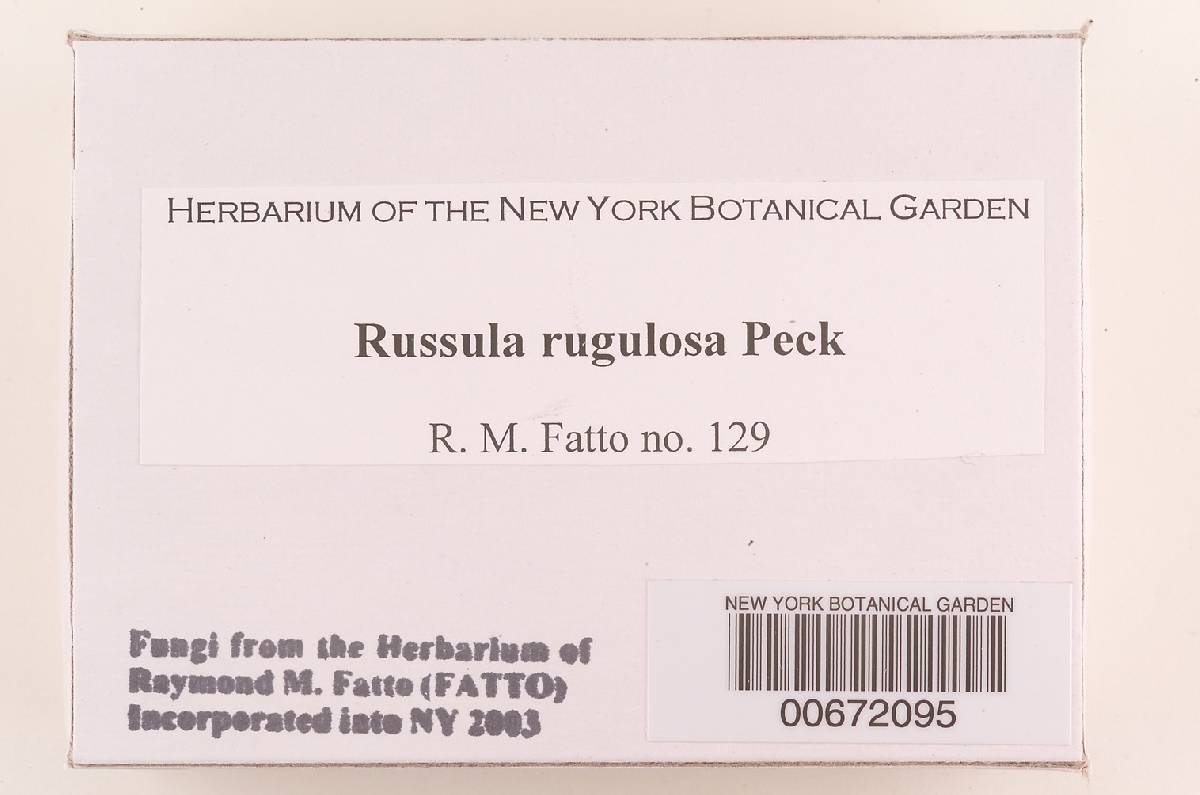 HERBARIUM OF THE NEW YORK BOTANICAL GARDEN
Russula rugulosa Peck
R. M. Fatto no. 129
Fungi from the Herbarium of
Raymond M. Fatto (FATTO)
Incorporated into NY 2003
NEW YORK BOTANICAL GARDEN
00672095